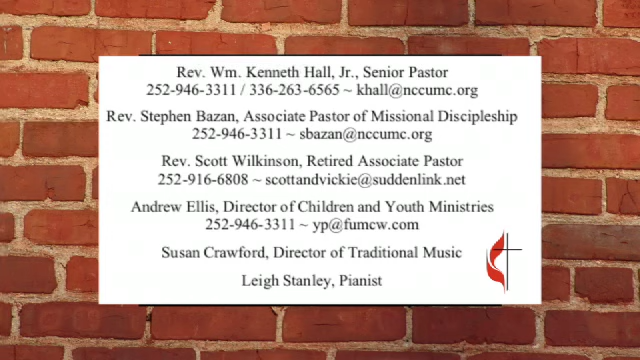 Rev. Wm. Kenneth Hall, Jr., Senior Pastor
252-946-3311 / 336-263-6565 ~ khall@nccumc.org
Rev. Stephen Bazan, Associate Pastor of Missional Discipleship
252-946-3311 ~ sbazan@nccumc.org
Rev. Scott Wilkinson, Retired Associate Pastor
252-916-6808 ~ scottandvickie@suddenlink.net
Andrew Ellis, Director of Children and Youth Ministries
252-946-3311 ~ yp@fumcw.com
Susan Crawford, Director of Traditional Music
Leigh Stanley, Pianist